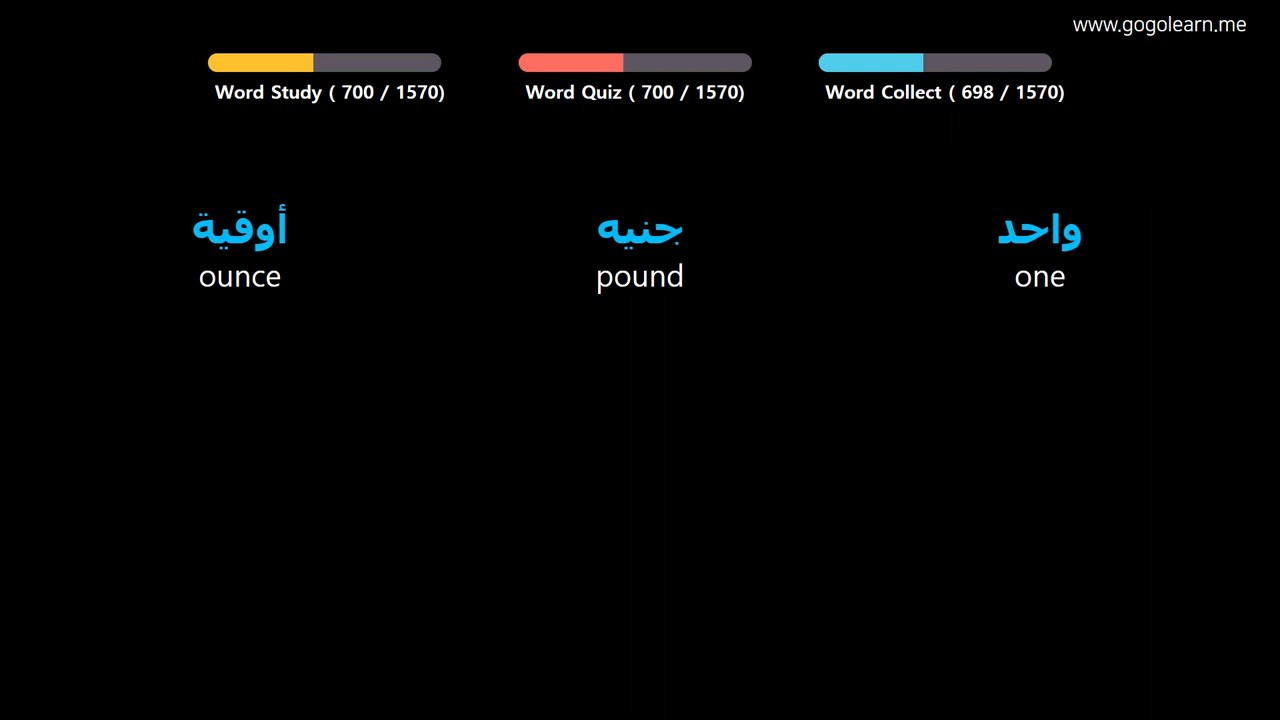 www.gogolearn.me
Word Study ( 700 / 1570)
Word Quiz ( 700 / 1570)
Word Collect ( 698 / 1570)
أوقية
ounce
جنيه
pound
واحد
one